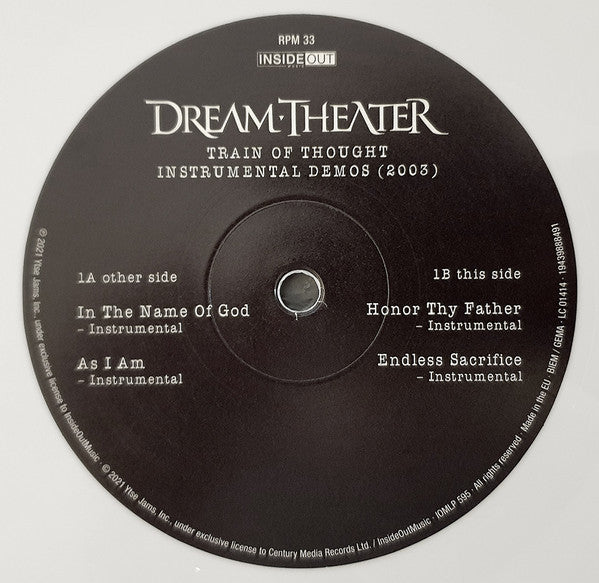 RPM 33
INSIDEOUT
MUSIC
DREAM THEATER
TRAIN OF THOUGHT
INSTRUMENTAL DEMOS (2003)
1A other side
In The Name Of God
– Instrumental
As I Am
– Instrumental
1B this side
Honor Thy Father
– Instrumental
Endless Sacrifice
– Instrumental
℗ 2021 Ytse Jams, Inc., under exclusive license to InsideOutMusic · © 2021 Ytse Jams, Inc., under exclusive license to Century Media Records Ltd. / InsideOutMusic · IOMLP 595 · All rights reserved · Made in the EU · BIEM / GEMA · LC 01414 · 19439888491